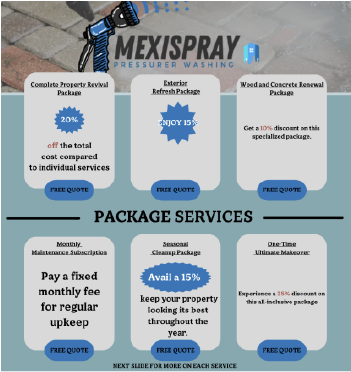 MEXISPRAY
PRESSURER WASHING
Complete Property Revival
Package
20%
off the total
cost compared
to individual services
FREE QUOTE
Exterior
Refresh Package
ENJOY 15%
FREE QUOTE
Wood and Concrete Renewal
Package
Get a 10% discount on this
specialized package.
FREE QUOTE
PACKAGE SERVICES
Monthly
Maintenance Subscription
Pay a fixed
monthly fee
for regular
upkeep
FREE QUOTE
Seasonal
Cleanup Package
Avail a 15%
keep your property
looking its best
throughout the
year.
FREE QUOTE
One-Time
Ultimate Makeover
Experience a 25% discount on
this all-inclusive package
FREE QUOTE
NEXT SLIDE FOR MORE ON EACH SERVICE